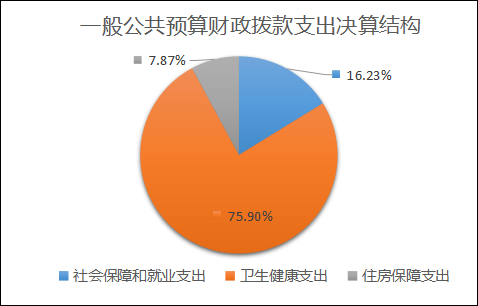 一般公共预算财政拨款支出决算结构
7.87%
16.23%
75.90%
社会保障和就业支出 卫生健康支出 住房保障支出